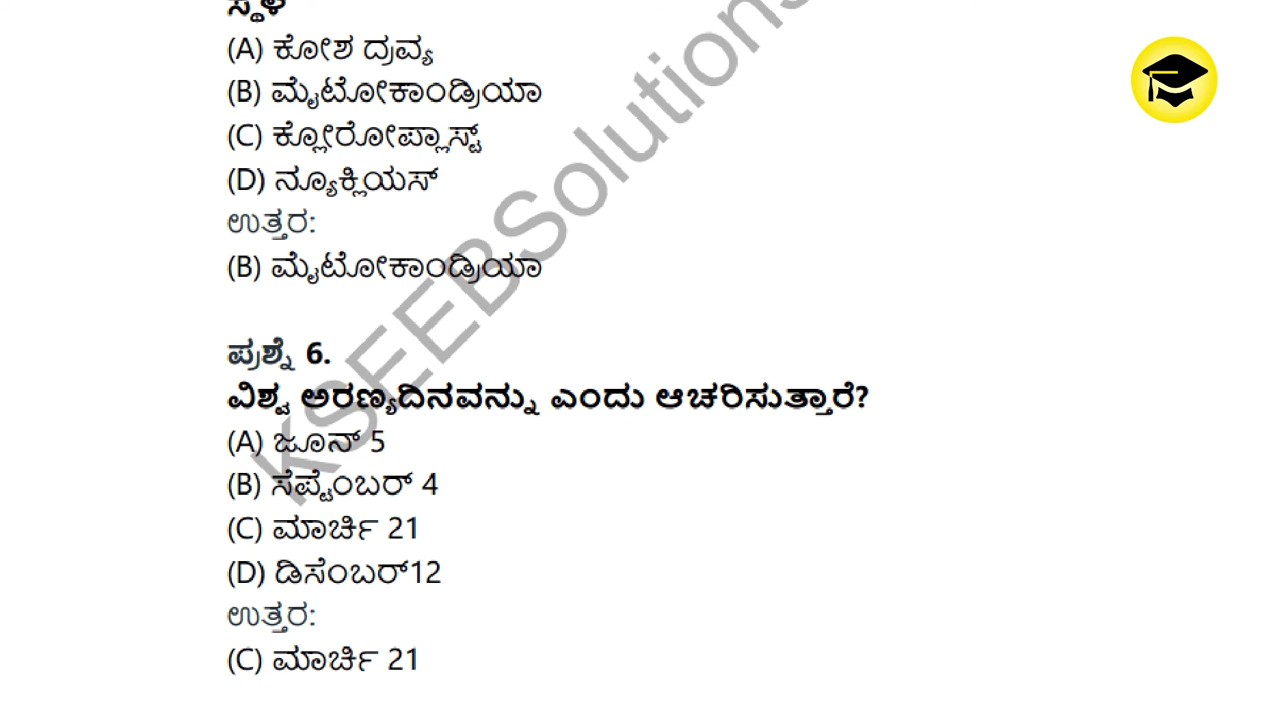 ಸ್ಥಳ
(A) ಕೋಶ ದ್ರವ್ಯ
(B) ಮೈಟೋಕಾಂಡ್ರಿಯಾ
(C) ಕ್ಲೋರೋಪ್ಲಾಸ್ಟ್
(D) ನ್ಯೂಕ್ಲಿಯಸ್
ಉತ್ತರ:
(B) ಮೈಟೋಕಾಂಡ್ರಿಯಾ
ಪ್ರಶ್ನೆ 6.
ವಿಶ್ವ ಅರಣ್ಯದಿನವನ್ನು ಎಂದು ಆಚರಿಸುತ್ತಾರೆ?
(A) ಜೂನ್ 5
(B) ಸೆಪ್ಟೆಂಬರ್ 4
(C) ಮಾರ್ಚಿ 21
(D) ಡಿಸೆಂಬರ್12
ಉತ್ತರ:
(C) ಮಾರ್ಚಿ 21
KSEEBSolutions